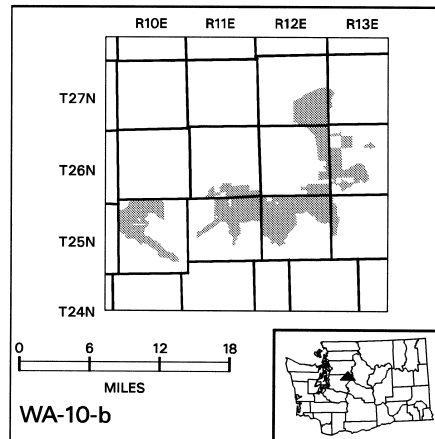 R10E R11E R12E R13E
T27N
T26N
T25N
T24N
0 6 12 18
MILES
WA-10-b